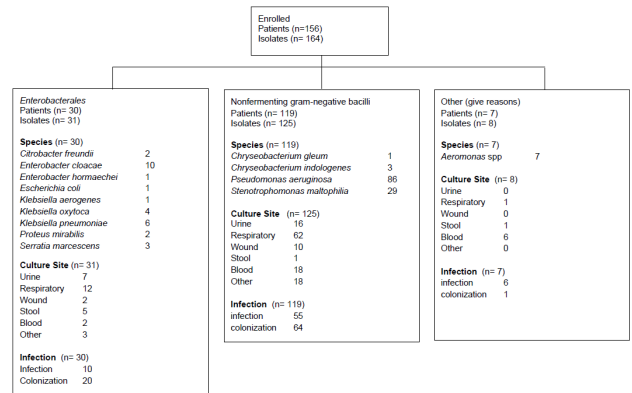 Enrolled
Patients (n=156)
Isolates (n= 164)
Enterobacterales
Patients (n= 30)
Isolates (n= 31)
Species (n= 30)
Citrobacter freundii 2
Enterobacter cloacae 10
Enterobacter hormaechei 1
Escherichia coli 1
Klebsiella aerogenes 1
Klebsiella oxytoca 4
Klebsiella pneumoniae 6
Proteus mirabilis 2
Serratia marcescens 3
Culture Site (n= 31)
Urine 7
Respiratory 12
Wound 2
Stool 5
Blood 2
Other 3
Infection (n= 30)
Infection 10
Colonization 20
Nonfermenting gram-negative bacilli
Patients (n= 119)
Isolates (n= 125)
Species (n= 119)
Chryseobacterium gleum 1
Chryseobacterium indologenes 3
Pseudomonas aeruginosa 86
Stenotrophomonas maltophilia 29
Culture Site (n= 125)
Urine 16
Respiratory 62
Wound 10
Stool 1
Blood 18
Other 18
Infection (n= 119)
infection 55
colonization 64
Other (give reasons)
Patients (n= 7)
Isolates (n= 8)
Species (n= 7)
Aeromonas spp 7
Culture Site (n= 8)
Urine 0
Respiratory 1
Wound 0
Stool 1
Blood 6
Other 0
Infection (n= 7)
infection 6
colonization 1